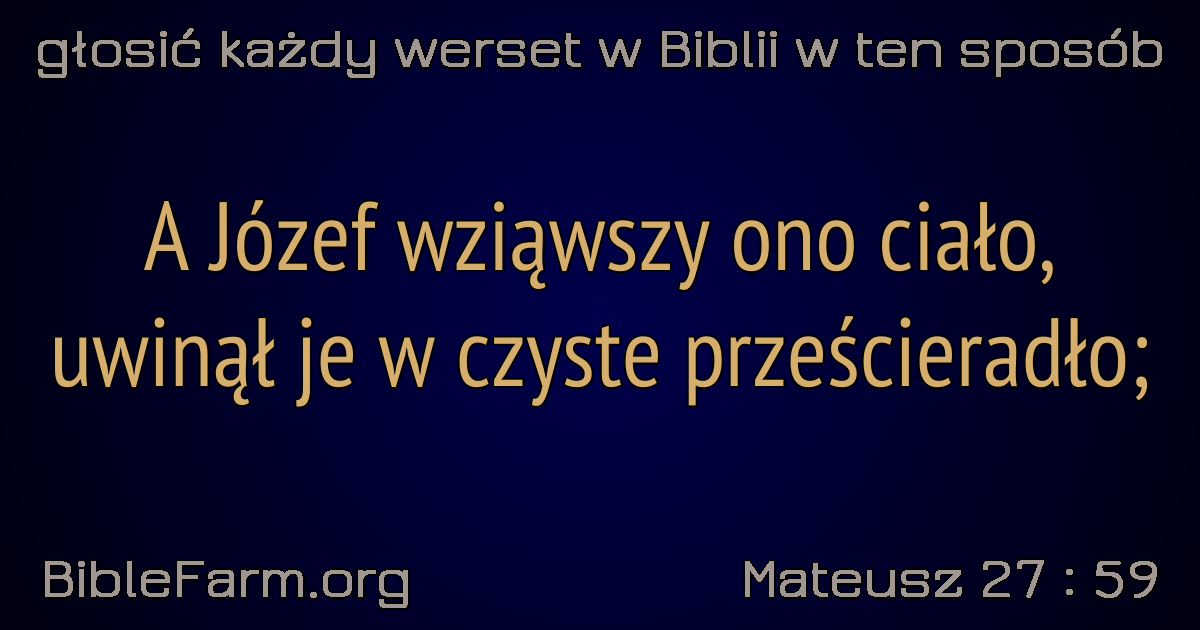 głosić każdy werset w Biblii w ten sposób
A Józef wziąwszy ono ciało,
uwinął je w czyste prześcieradło;
BibleFarm.org
Mateusz 27 : 59